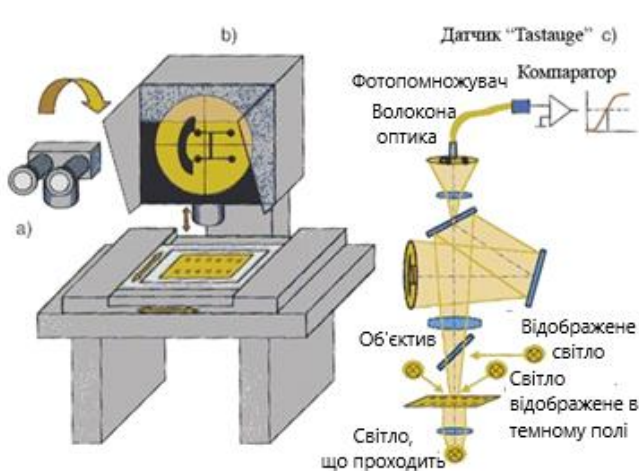 b)
Датчик “Tastauge” c)
Фотопомножувач
Компаратор
Волокона
оптика
a)
Об'єктив
Відображене
світло
Світло
відображене в
темному полі
Світло,
що проходить